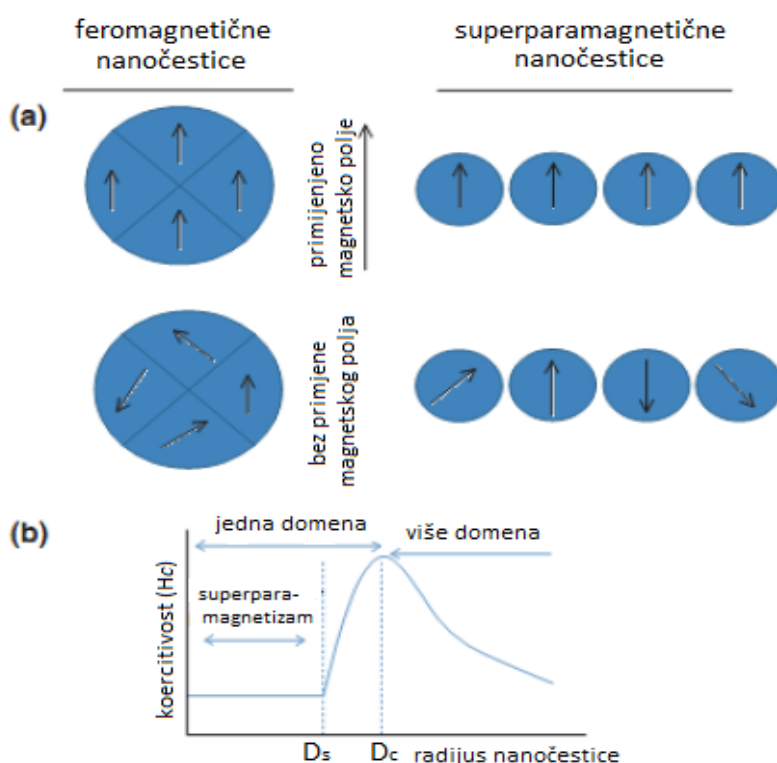 feromagnetične
nanočestice
superparamagnetične
nanočestice
(a)
primijenjeno
magnetsko polje
bez primjene
magnetskog polja
(b)
jedna domena
više domena
superpara-
magnetizam
koercitivost (Hc)
Ds
Dc
radijus nanočestice